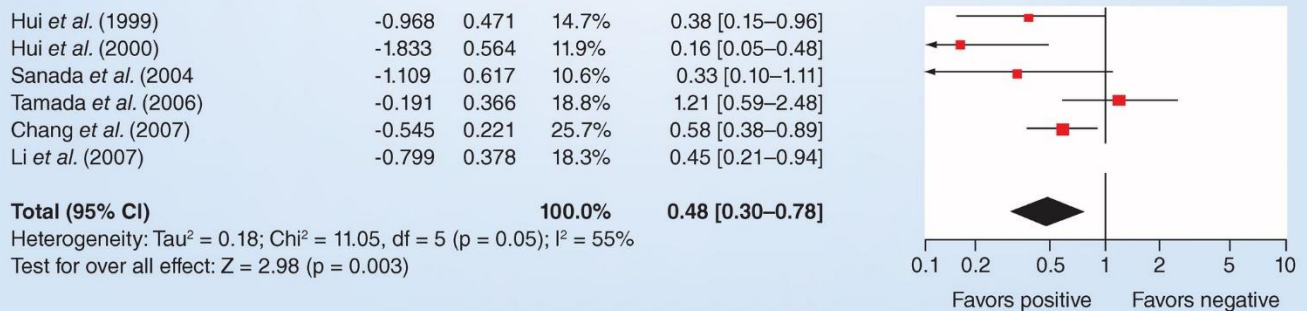 Hui et al. (1999) -0.968 0.471 14.7% 0.38 [0.15–0.96]
Hui et al. (2000) -1.833 0.564 11.9% 0.16 [0.05–0.48]
Sanada et al. (2004 -1.109 0.617 10.6% 0.33 [0.10–1.11]
Tamada et al. (2006) -0.191 0.366 18.8% 1.21 [0.59–2.48]
Chang et al. (2007) -0.545 0.221 25.7% 0.58 [0.38–0.89]
Li et al. (2007) -0.799 0.378 18.3% 0.45 [0.21–0.94]
Total (95% CI) 100.0% 0.48 [0.30–0.78]
Heterogeneity: Tau² = 0.18; Chi² = 11.05, df = 5 (p = 0.05); I² = 55%
Test for over all effect: Z = 2.98 (p = 0.003)
0.1 0.2 0.5 1 2 5 10
Favors positive Favors negative